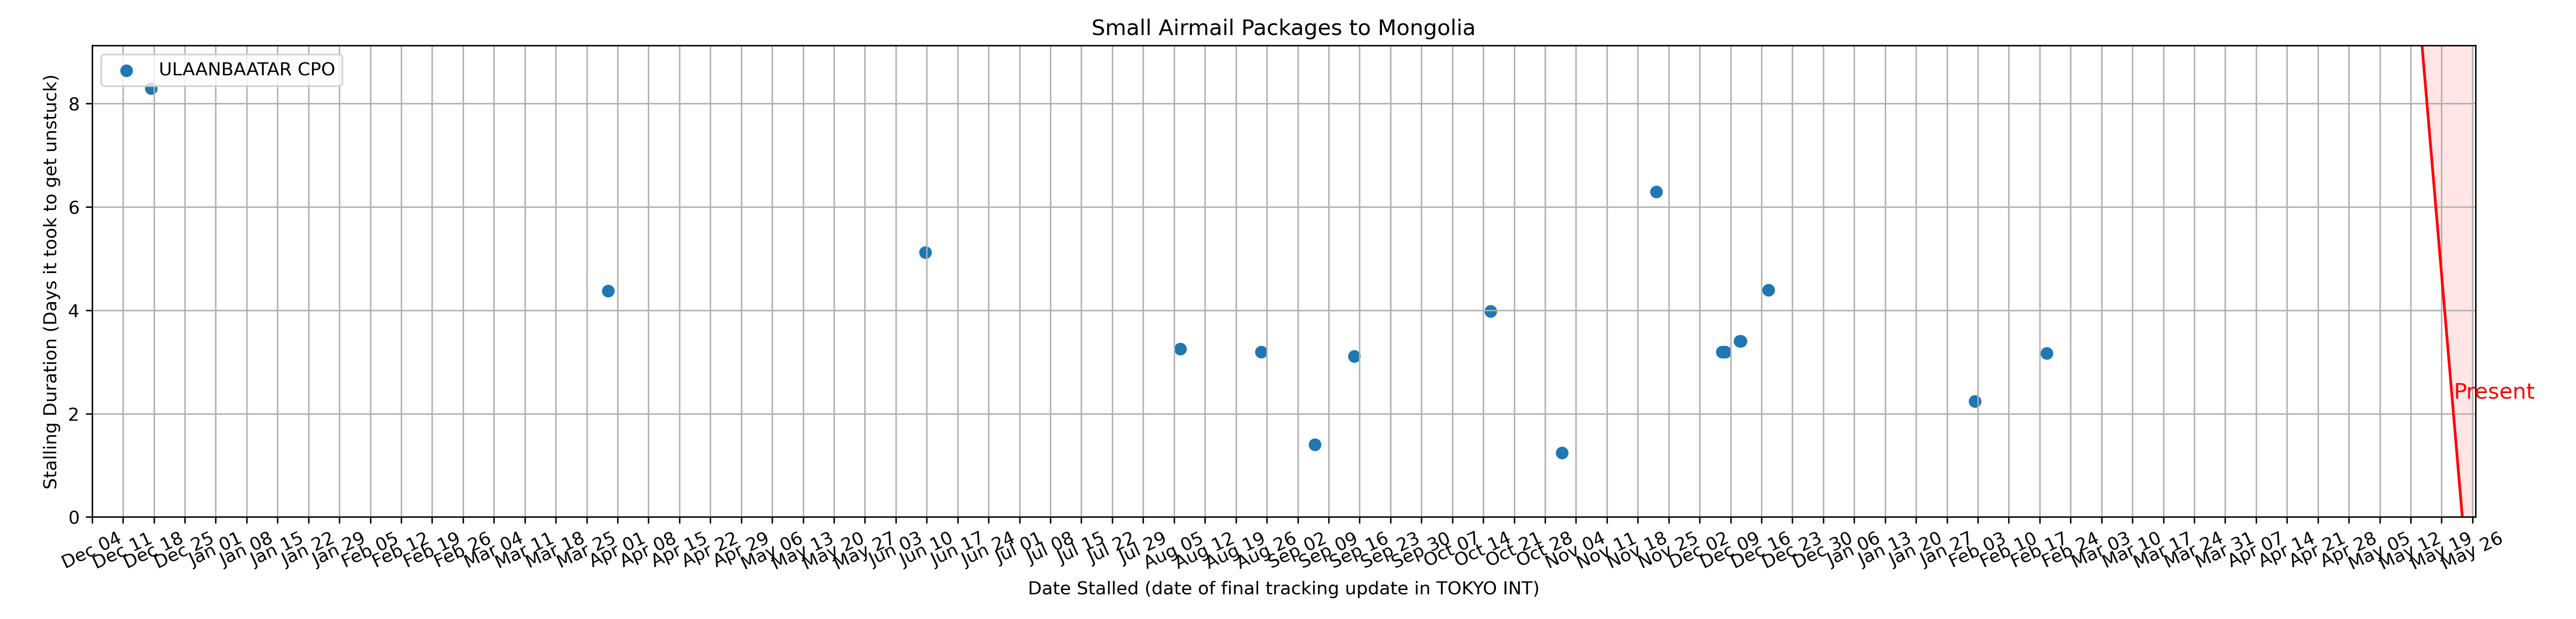 Small Airmail Packages to Mongolia
ULAANBAATAR CPO
Stalling Duration (Days it took to get unstuck)
8
6
4
2
0
Present
Dec 04
Dec 11
Dec 18
Dec 25
Jan 01
Jan 08
Jan 15
Jan 22
Jan 29
Feb 05
Feb 12
Feb 19
Feb 26
Mar 04
Mar 11
Mar 18
Mar 25
Apr 01
Apr 08
Apr 15
Apr 22
Apr 29
May 06
May 13
May 20
May 27
Jun 03
Jun 10
Jun 17
Jun 24
Jul 01
Jul 08
Jul 15
Jul 22
Jul 29
Aug 05
Aug 12
Aug 19
Aug 26
Sep 02
Sep 09
Sep 16
Sep 23
Sep 30
Oct 07
Oct 14
Oct 21
Oct 28
Nov 04
Nov 11
Nov 18
Nov 25
Dec 02
Dec 09
Dec 16
Dec 23
Dec 30
Jan 06
Jan 13
Jan 20
Jan 27
Feb 03
Feb 10
Feb 17
Feb 24
Mar 03
Mar 10
Mar 17
Mar 24
Mar 31
Apr 07
Apr 14
Apr 21
Apr 28
May 05
May 12
May 19
May 26
Date Stalled (date of final tracking update in TOKYO INT)